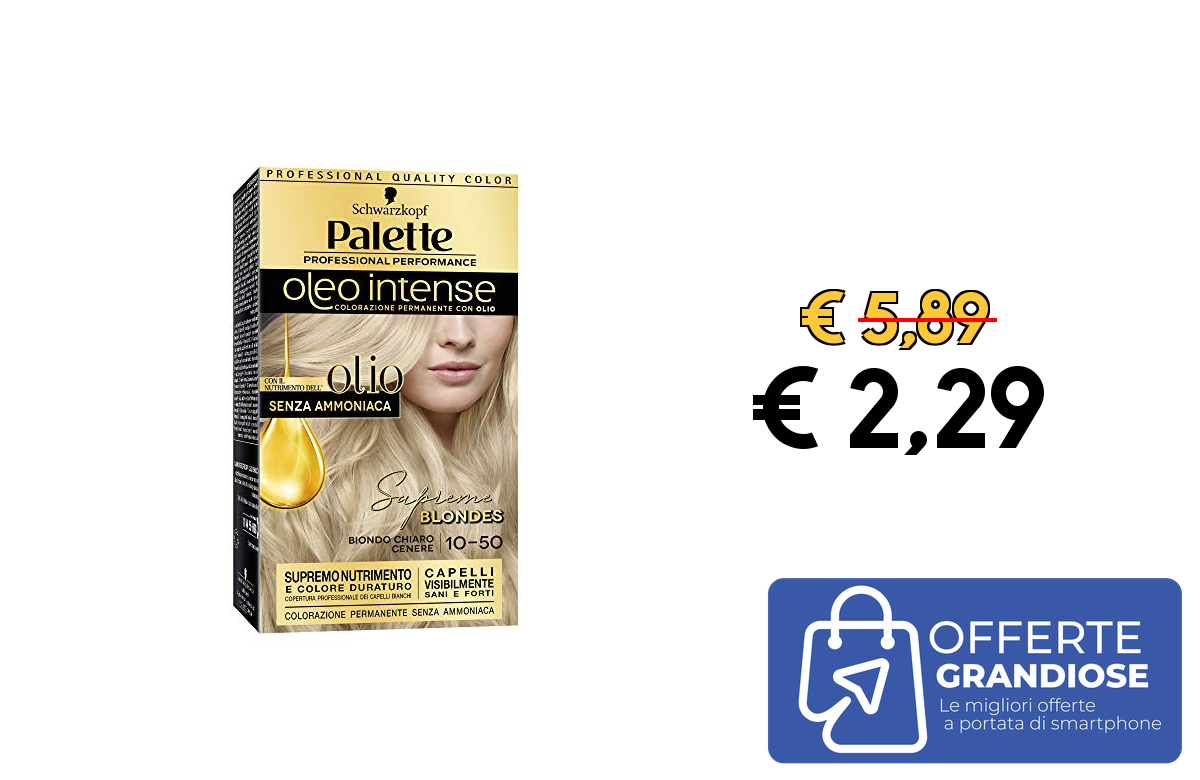 PROFESSIONAL QUALITY COLOR
Schwarzkopf
Palette
PROFESSIONAL PERFORMANCE
oleo intense
COLORAZIONE PERMANENTE CON OLIO
CON IL
NUTRIMENTO DELL'
olio
SENZA AMMONIACA
Supreme
BLONDES
BIONDO CHIARO
CENERE
10-50
SUPREMO NUTRIMENTO
E COLORE DURATURO
COPERTURA PROFESSIONALE DEI CAPELLI BIANCHI
CAPELLI
VISIBILMENTE
SANI E FORTI
COLORAZIONE PERMANENTE SENZA AMMONIACA
€ 5,89
€ 2,29
OFFERTE
GRANDIOSE
Le migliori offerte
a portata di smartphone